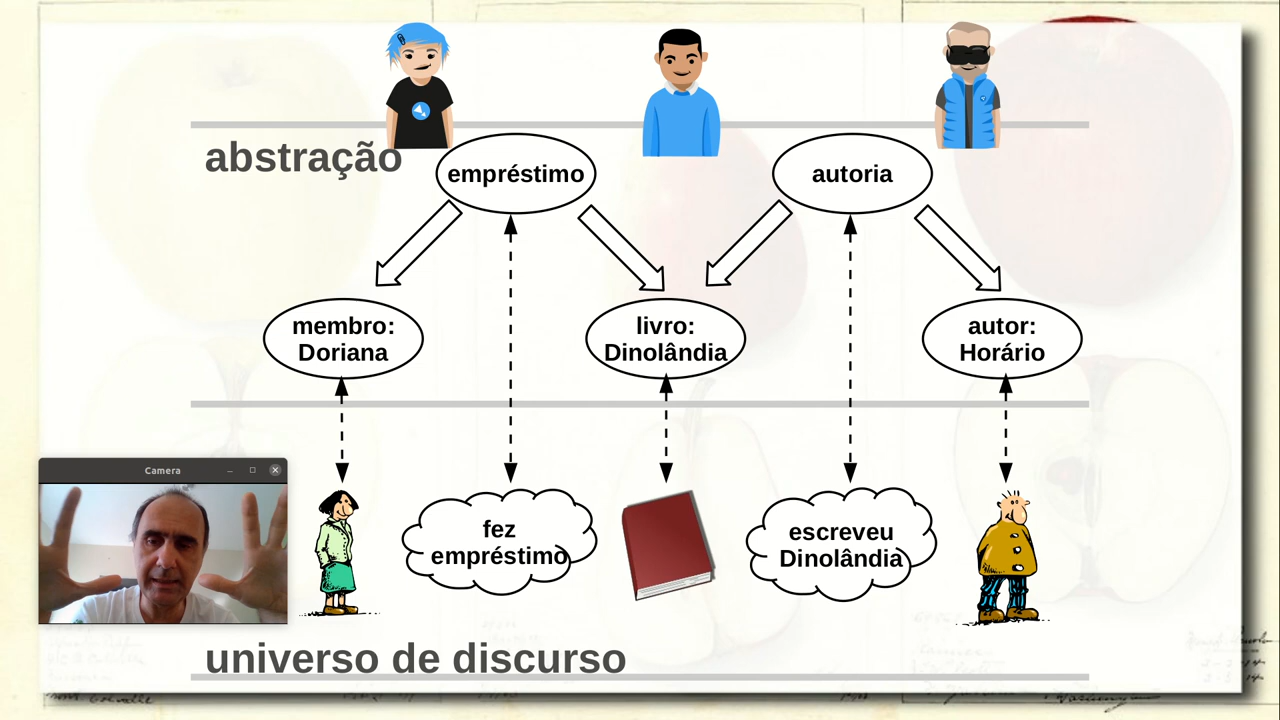 abstração
empréstimo
autoria
membro:
Doriana
livro:
Dinolândia
autor:
Horário
Camera
fez
empréstimo
escreveu
Dinolândia
universo de discurso